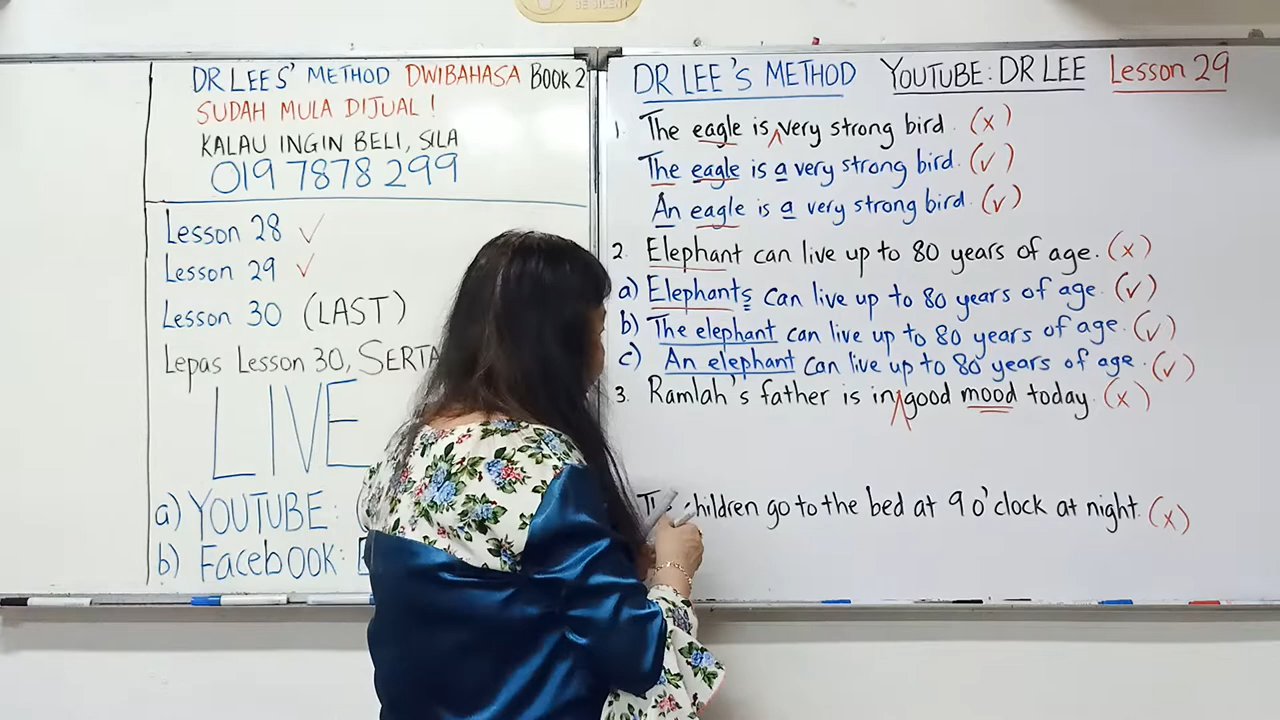 BE SILENT
DR LEES' METHOD DWIBAHASA BOOK 2
SUDAH MULA DIJUAL !
KALAU INGIN BELI, SILA
019 7878 299
Lesson 28 ✓
Lesson 29 ✓
Lesson 30 (LAST)
Lepas Lesson 30, SERTA
LIVE
a) YOUTUBE:
b) Facebook:
DR LEE'S METHOD YOUTUBE: DR LEE Lesson 29
1. The eagle is very strong bird. (x)
The eagle is a very strong bird. (✓)
An eagle is a very strong bird. (✓)
2. Elephant can live up to 80 years of age. (x)
a) Elephants can live up to 80 years of age. (✓)
b) The elephant can live up to 80 years of age. (✓)
c) An elephant can live up to 80 years of age. (✓)
3. Ramlah's father is in good mood today. (x)
children go to the bed at 9 o'clock at night. (x)